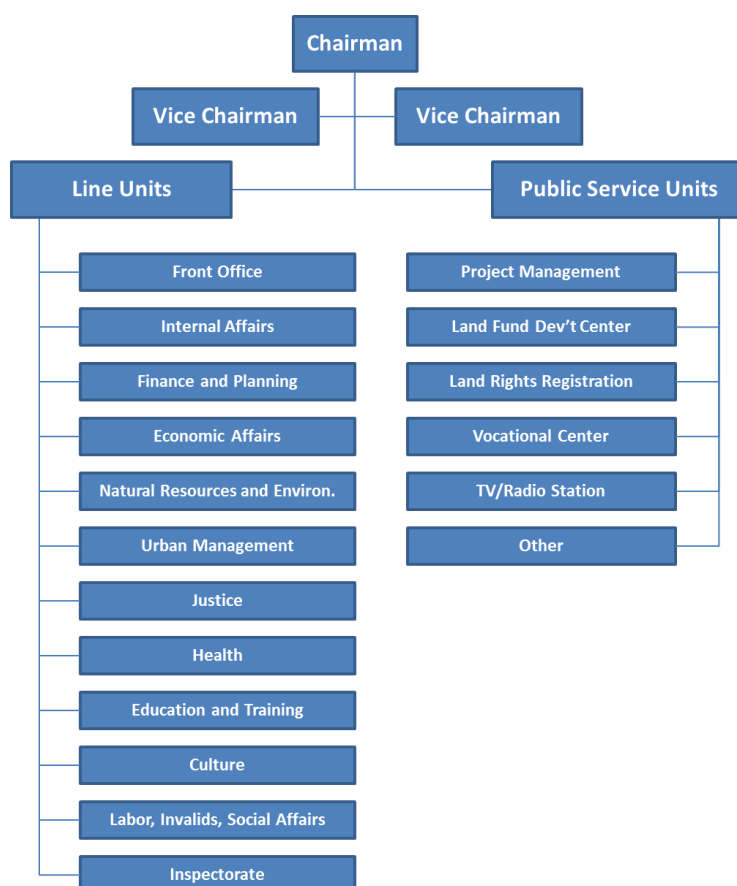 Chairman
Vice Chairman
Vice Chairman
Line Units
Public Service Units
Front Office
Internal Affairs
Finance and Planning
Economic Affairs
Natural Resources and Environ.
Urban Management
Justice
Health
Education and Training
Culture
Labor, Invalids, Social Affairs
Inspectorate
Project Management
Land Fund Dev’t Center
Land Rights Registration
Vocational Center
TV/Radio Station
Other